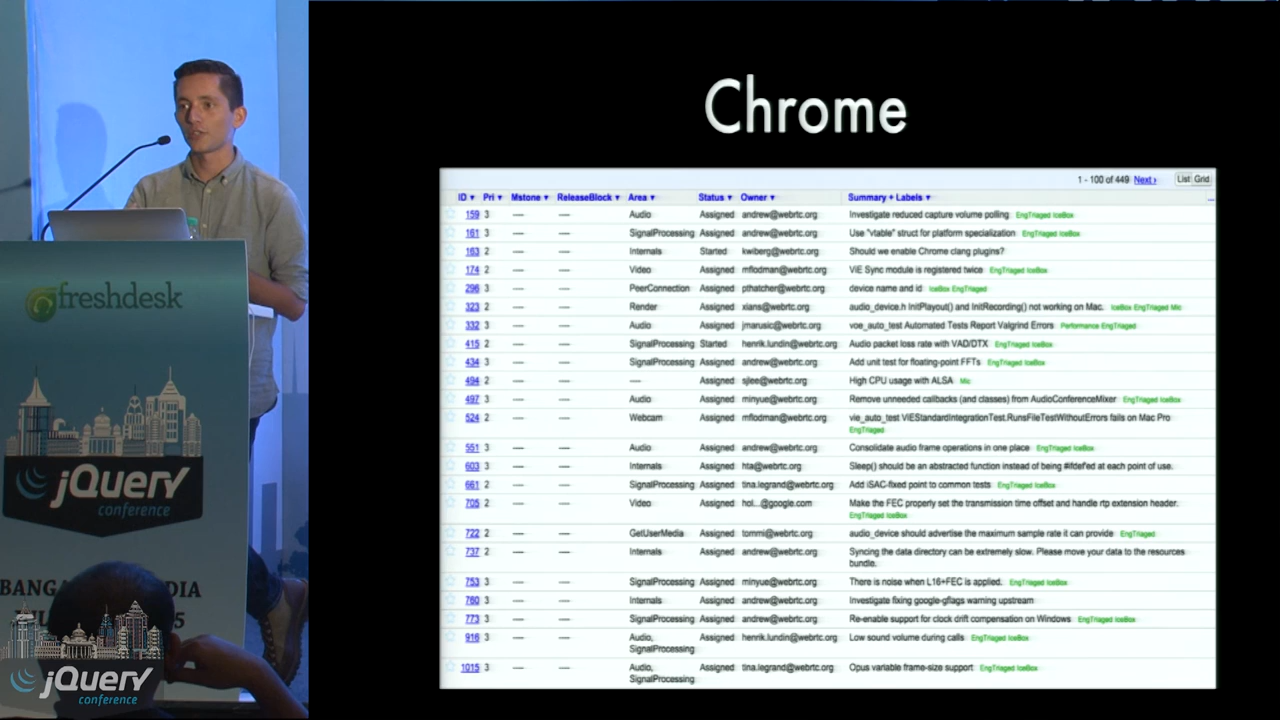 Chrome
1 - 100 of 449 Next › List Grid
ID ▼ Pri ▼ Mstone ▼ ReleaseBlock ▼ Area ▼ Status ▼ Owner ▼ Summary + Labels ▼ ...
159 3 ---- ---- Audio Assigned andrew@webrtc.org Investigate reduced capture volume polling EngTriaged IceBox
161 3 ---- ---- SignalProcessing Assigned andrew@webrtc.org Use "vtable" struct for platform specialization EngTriaged IceBox
163 2 ---- ---- Internals Started kwiberg@webrtc.org Should we enable Chrome clang plugins?
174 2 ---- ---- Video Assigned mflodman@webrtc.org ViE Sync module is registered twice EngTriaged IceBox
296 3 ---- ---- PeerConnection Assigned pthatcher@webrtc.org device name and id IceBox EngTriaged
323 2 ---- ---- Render Assigned xians@webrtc.org audio_device.h InitPlayout() and InitRecording() not working on Mac. IceBox EngTriaged Mic
332 3 ---- ---- Audio Assigned jmarusic@webrtc.org voe_auto_test Automated Tests Report Valgrind Errors Performance EngTriaged
415 2 ---- ---- SignalProcessing Started henrik.lundin@webrtc.org Audio packet loss rate with VAD/DTX EngTriaged IceBox
434 3 ---- ---- SignalProcessing Assigned andrew@webrtc.org Add unit test for floating-point FFTs EngTriaged IceBox
494 2 ---- ---- ---- Assigned sjlee@webrtc.org High CPU usage with ALSA Mic
497 3 ---- ---- Audio Assigned minyue@webrtc.org Remove unneeded callbacks (and classes) from AudioConferenceMixer EngTriaged IceBox
524 2 ---- ---- Webcam Assigned mflodman@webrtc.org vie_auto_test ViEStandardIntegrationTest.RunsFileTestWithoutErrors fails on Mac Pro
EngTriaged
551 3 ---- ---- Audio Assigned andrew@webrtc.org Consolidate audio frame operations in one place EngTriaged IceBox
603 3 ---- ---- Internals Assigned hta@webrtc.org Sleep() should be an abstracted function instead of being #ifdef'ed at each point of use.
661 2 ---- ---- SignalProcessing Assigned tina.legrand@webrtc.org Add iSAC-fixed point to common tests EngTriaged IceBox
705 2 ---- ---- Video Assigned hol...@google.com Make the FEC properly set the transmission time offset and handle rtp extension header.
EngTriaged IceBox
722 2 ---- ---- GetUserMedia Assigned tommi@webrtc.org audio_device should advertise the maximum sample rate it can provide EngTriaged
737 2 ---- ---- Internals Assigned andrew@webrtc.org Syncing the data directory can be extremely slow. Please move your data to the resources
bundle.
753 3 ---- ---- SignalProcessing Assigned minyue@webrtc.org There is noise when L16+FEC is applied. EngTriaged IceBox
760 3 ---- ---- Internals Assigned andrew@webrtc.org Investigate fixing google-gflags warning upstream
773 3 ---- ---- SignalProcessing Assigned andrew@webrtc.org Re-enable support for clock drift compensation on Windows EngTriaged IceBox
916 3 ---- ---- Audio, Assigned henrik.lundin@webrtc.org Low sound volume during calls EngTriaged IceBox
SignalProcessing
1015 3 ---- ---- Audio, Assigned tina.legrand@webrtc.org Opus variable frame-size support EngTriaged IceBox
SignalProcessing
freshdesk
jQuery
conference
jQuery
conference